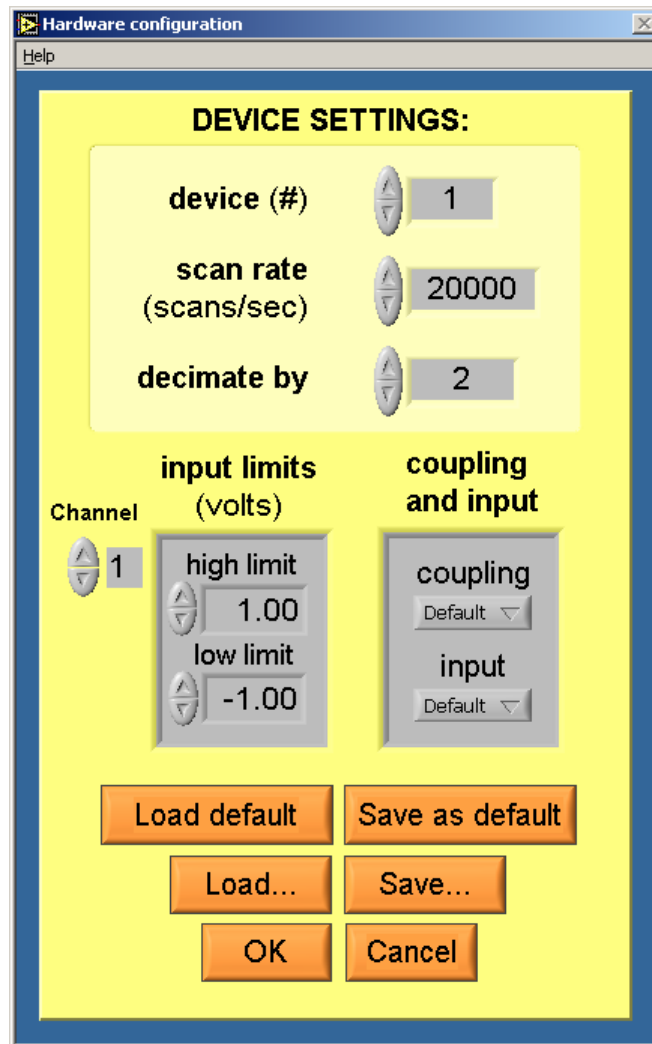 Hardware configuration
Help
DEVICE SETTINGS:
device (#) 1
scan rate
(scans/sec) 20000
decimate by 2
input limits
(volts)
coupling
and input
Channel
1
high limit
1.00
low limit
-1.00
coupling
Default
input
Default
Load default Save as default
Load... Save...
OK Cancel